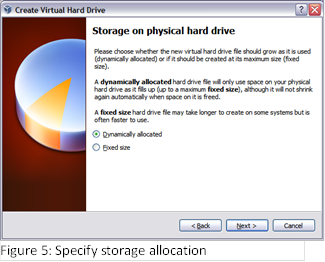 Create Virtual Hard Drive
Storage on physical hard drive
Please choose whether the new virtual hard drive file should grow as it is used
(dynamically allocated) or if it should be created at its maximum size (fixed
size).
A dynamically allocated hard drive file will only use space on your physical
hard drive as it fills up (up to a maximum fixed size), although it will not shrink
again automatically when space on it is freed.
A fixed size hard drive file may take longer to create on some systems but is
often faster to use.
Dynamically allocated
Fixed size
< Back
Next >
Cancel
Figure 5: Specify storage allocation